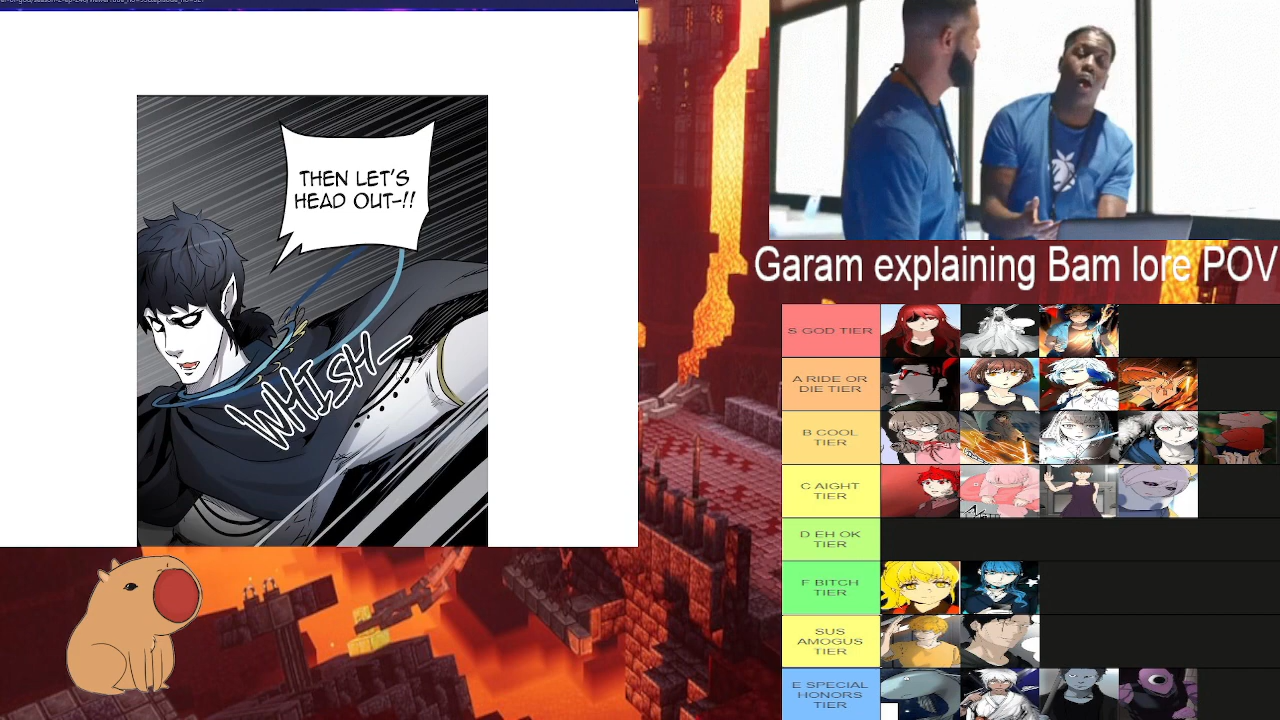 THEN LET'S
HEAD OUT-!!
WHISH-
Garam explaining Bam lore POV
S GOD TIER
A RIDE OR
DIE TIER
B COOL
TIER
C AIGHT
TIER
D EH OK
TIER
F BITCH
TIER
SUS
AMOGUS
TIER
E SPECIAL
HONORS
TIER